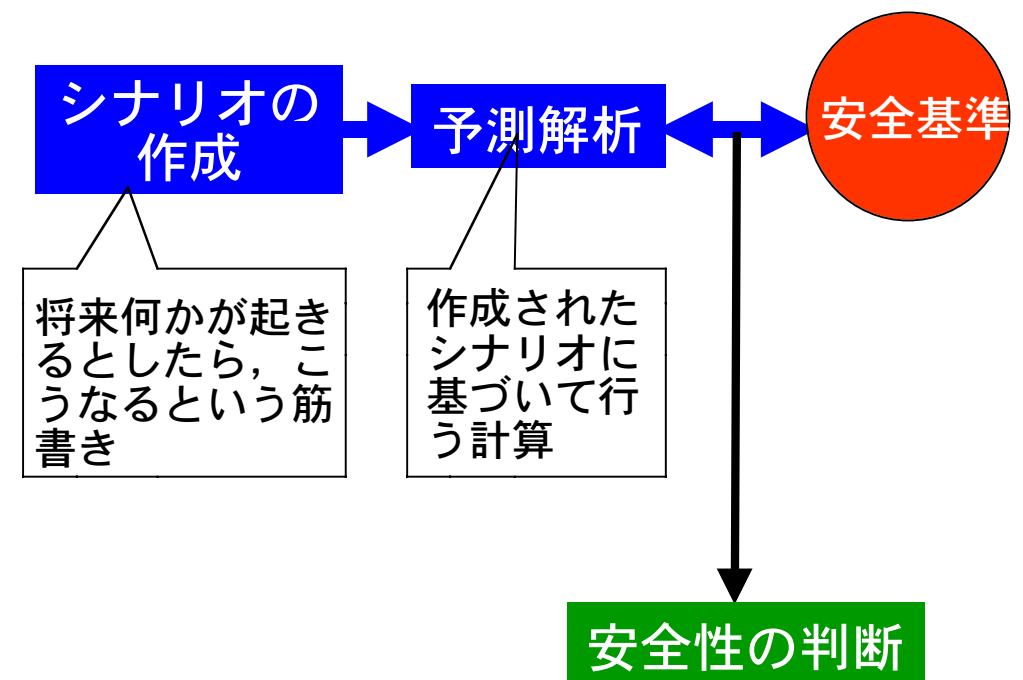 シナリオの
作成
予測解析
安全基準
将来何かが起き
るとしたら，こ
うなるという筋
書き
作成された
シナリオに
基づいて行
う計算
安全性の判断